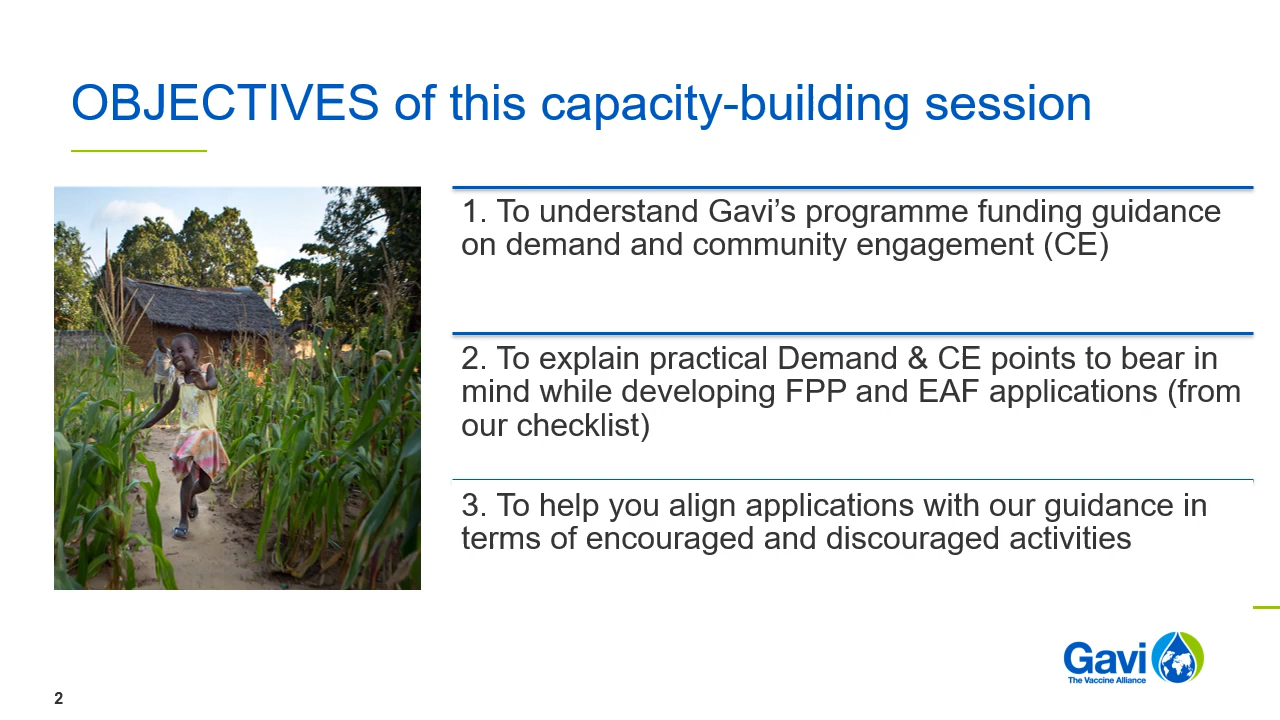 OBJECTIVES of this capacity-building session
1. To understand Gavi’s programme funding guidance
on demand and community engagement (CE)
2. To explain practical Demand & CE points to bear in
mind while developing FPP and EAF applications (from
our checklist)
3. To help you align applications with our guidance in
terms of encouraged and discouraged activities
Gavi
The Vaccine Alliance
2